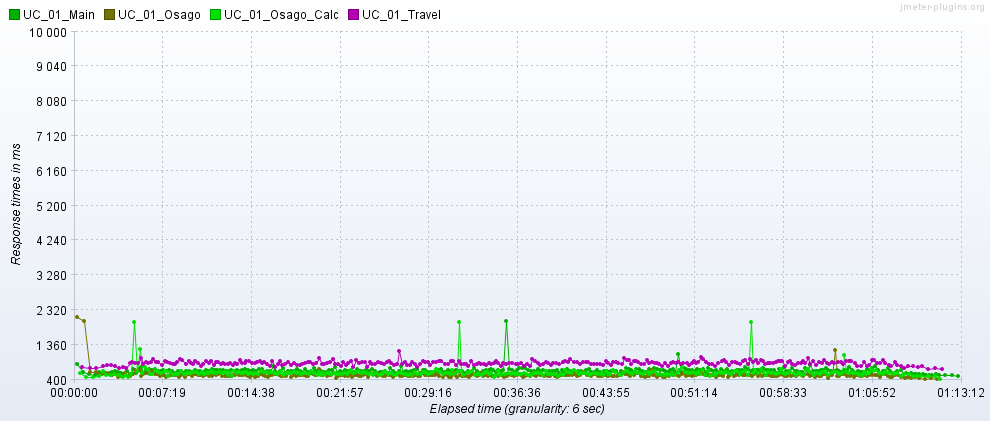 jmeter-plugins.org
UC_01_Main UC_01_Osago UC_01_Osago_Calc UC_01_Travel
10 000
9 040
8 080
7 120
6 160
5 200
4 240
3 280
2 320
1 360
400
Response times in ms
00:00:00 00:07:19 00:14:38 00:21:57 00:29:16 00:36:36 00:43:55 00:51:14 00:58:33 01:05:52 01:13:12
Elapsed time (granularity: 6 sec)